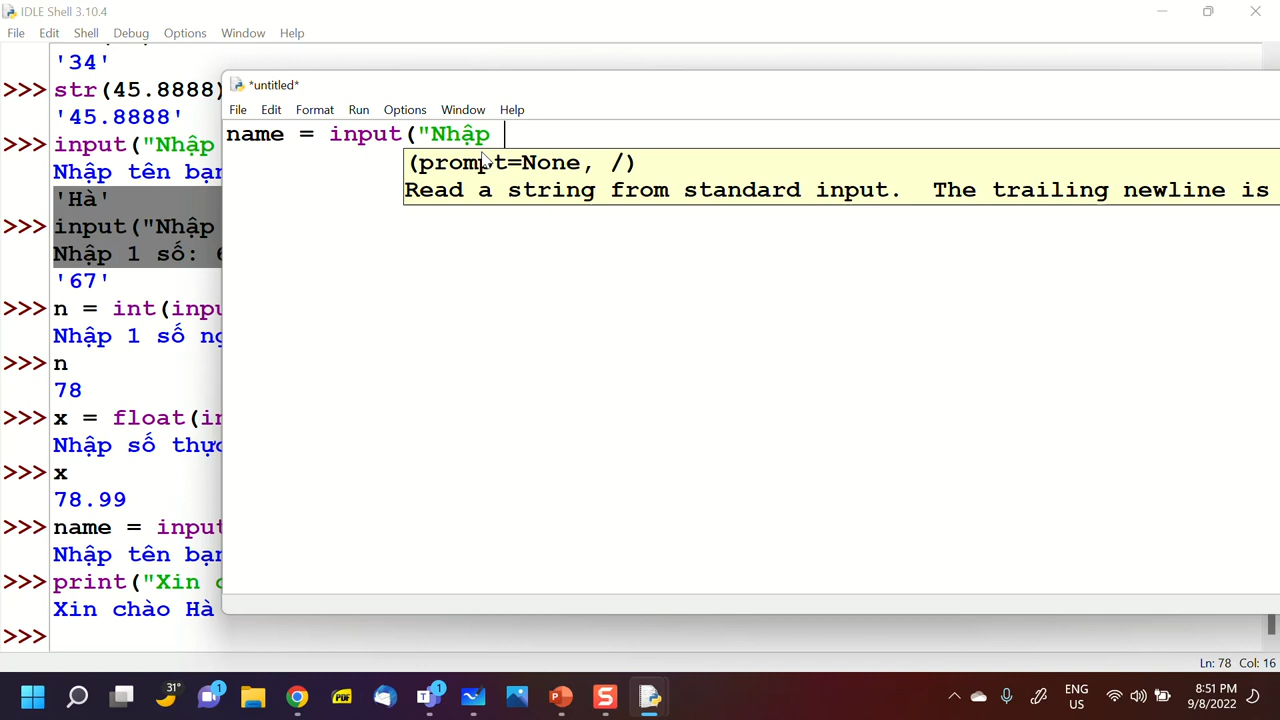 IDLE Shell 3.10.4
File Edit Shell Debug Options Window Help
'34'
>>> str(45.8888)
'45.8888'
>>> input("Nhập
Nhập tên bạn
'Hà'
>>> input("Nhập
Nhập 1 số:
'67'
>>> n = int(inpu
Nhập 1 số
>>> n
78
>>> x = float(in
Nhập số thực
>>> x
78.99
>>> name = input
Nhập tên bạn
>>> print("Xin
Xin chào Hà
>>>
*untitled*
File Edit Format Run Options Window Help
name = input("Nhập
(prompt=None, /)
Read a string from standard input. The trailing newline is
Ln: 78 Col: 16
31° 1 PDF 1 P S ENG US 8:51 PM 9/8/2022